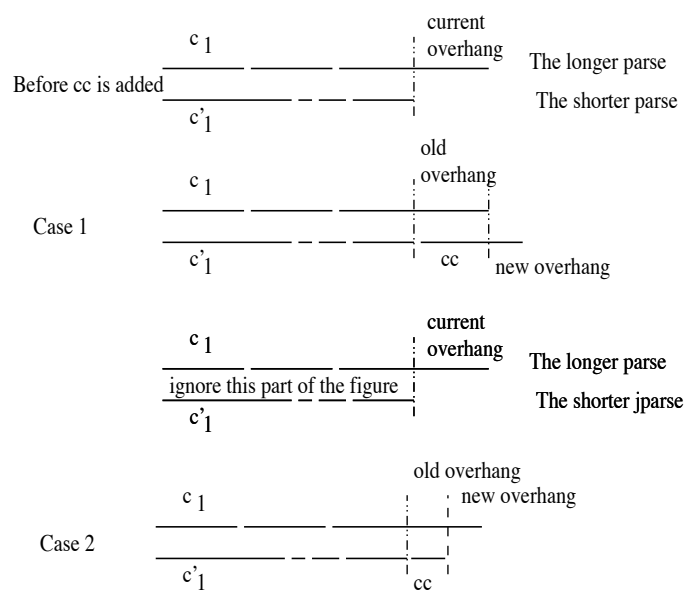 c 1
current
overhang
The longer parse
Before cc is added
The shorter parse
c'1
old
overhang
c 1
Case 1
c'1
cc
new overhang
current
overhang
c 1
The longer parse
ignore this part of the figure
The shorter jparse
c'1
old overhang
new overhang
c 1
Case 2
c'1
cc